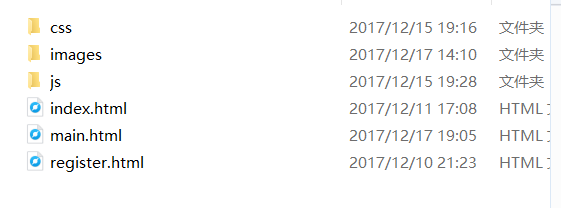 css 2017/12/15 19:16 文件夹
images 2017/12/17 14:10 文件夹
js 2017/12/15 19:28 文件夹
index.html 2017/12/11 17:08 HTML
main.html 2017/12/17 19:05 HTML
register.html 2017/12/10 21:23 HTML